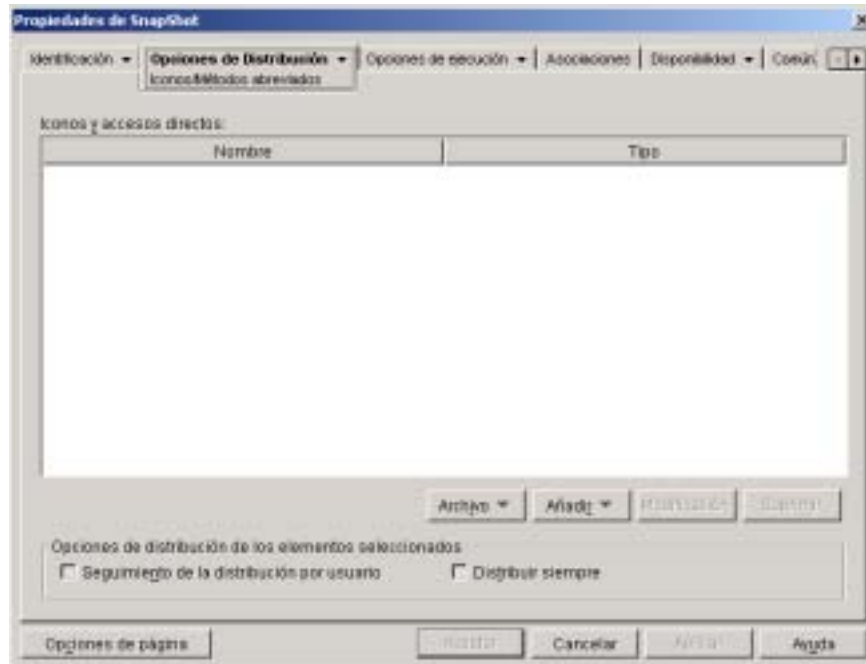 Propiedades de SnapShot
Identificación Opciones de Distribución Opciones de ejecución Asociaciones Disponibilidad Común
Iconos/Métodos abreviados
Iconos y accesos directos:
Nombre Tipo
Archivo Añadir
Opciones de distribución de los elementos seleccionados
Seguimiento de la distribución por usuario Distribuir siempre
Opciones de página Cancelar Ayuda